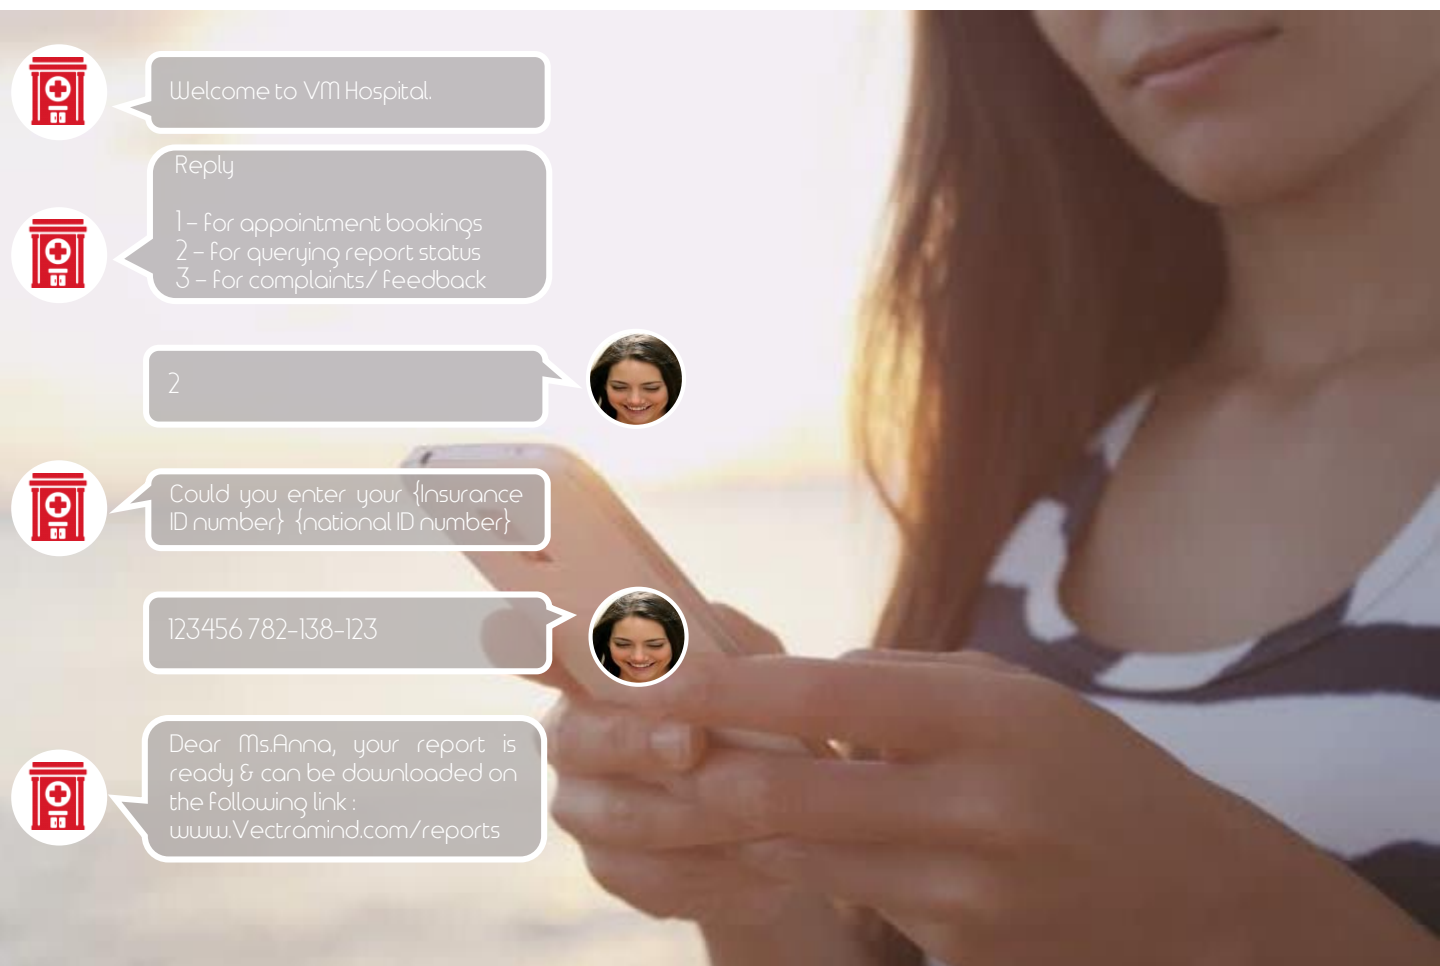 Welcome to VM Hospital.
Reply
1 – for appointment bookings
2 – for querying report status
3 – for complaints/ feedback
2
Could you enter your {Insurance
ID number} {national ID number}
123456 782-138-123
Dear Ms.Anna, your report is
ready & can be downloaded on
the following link :
www.Vectramind.com/reports